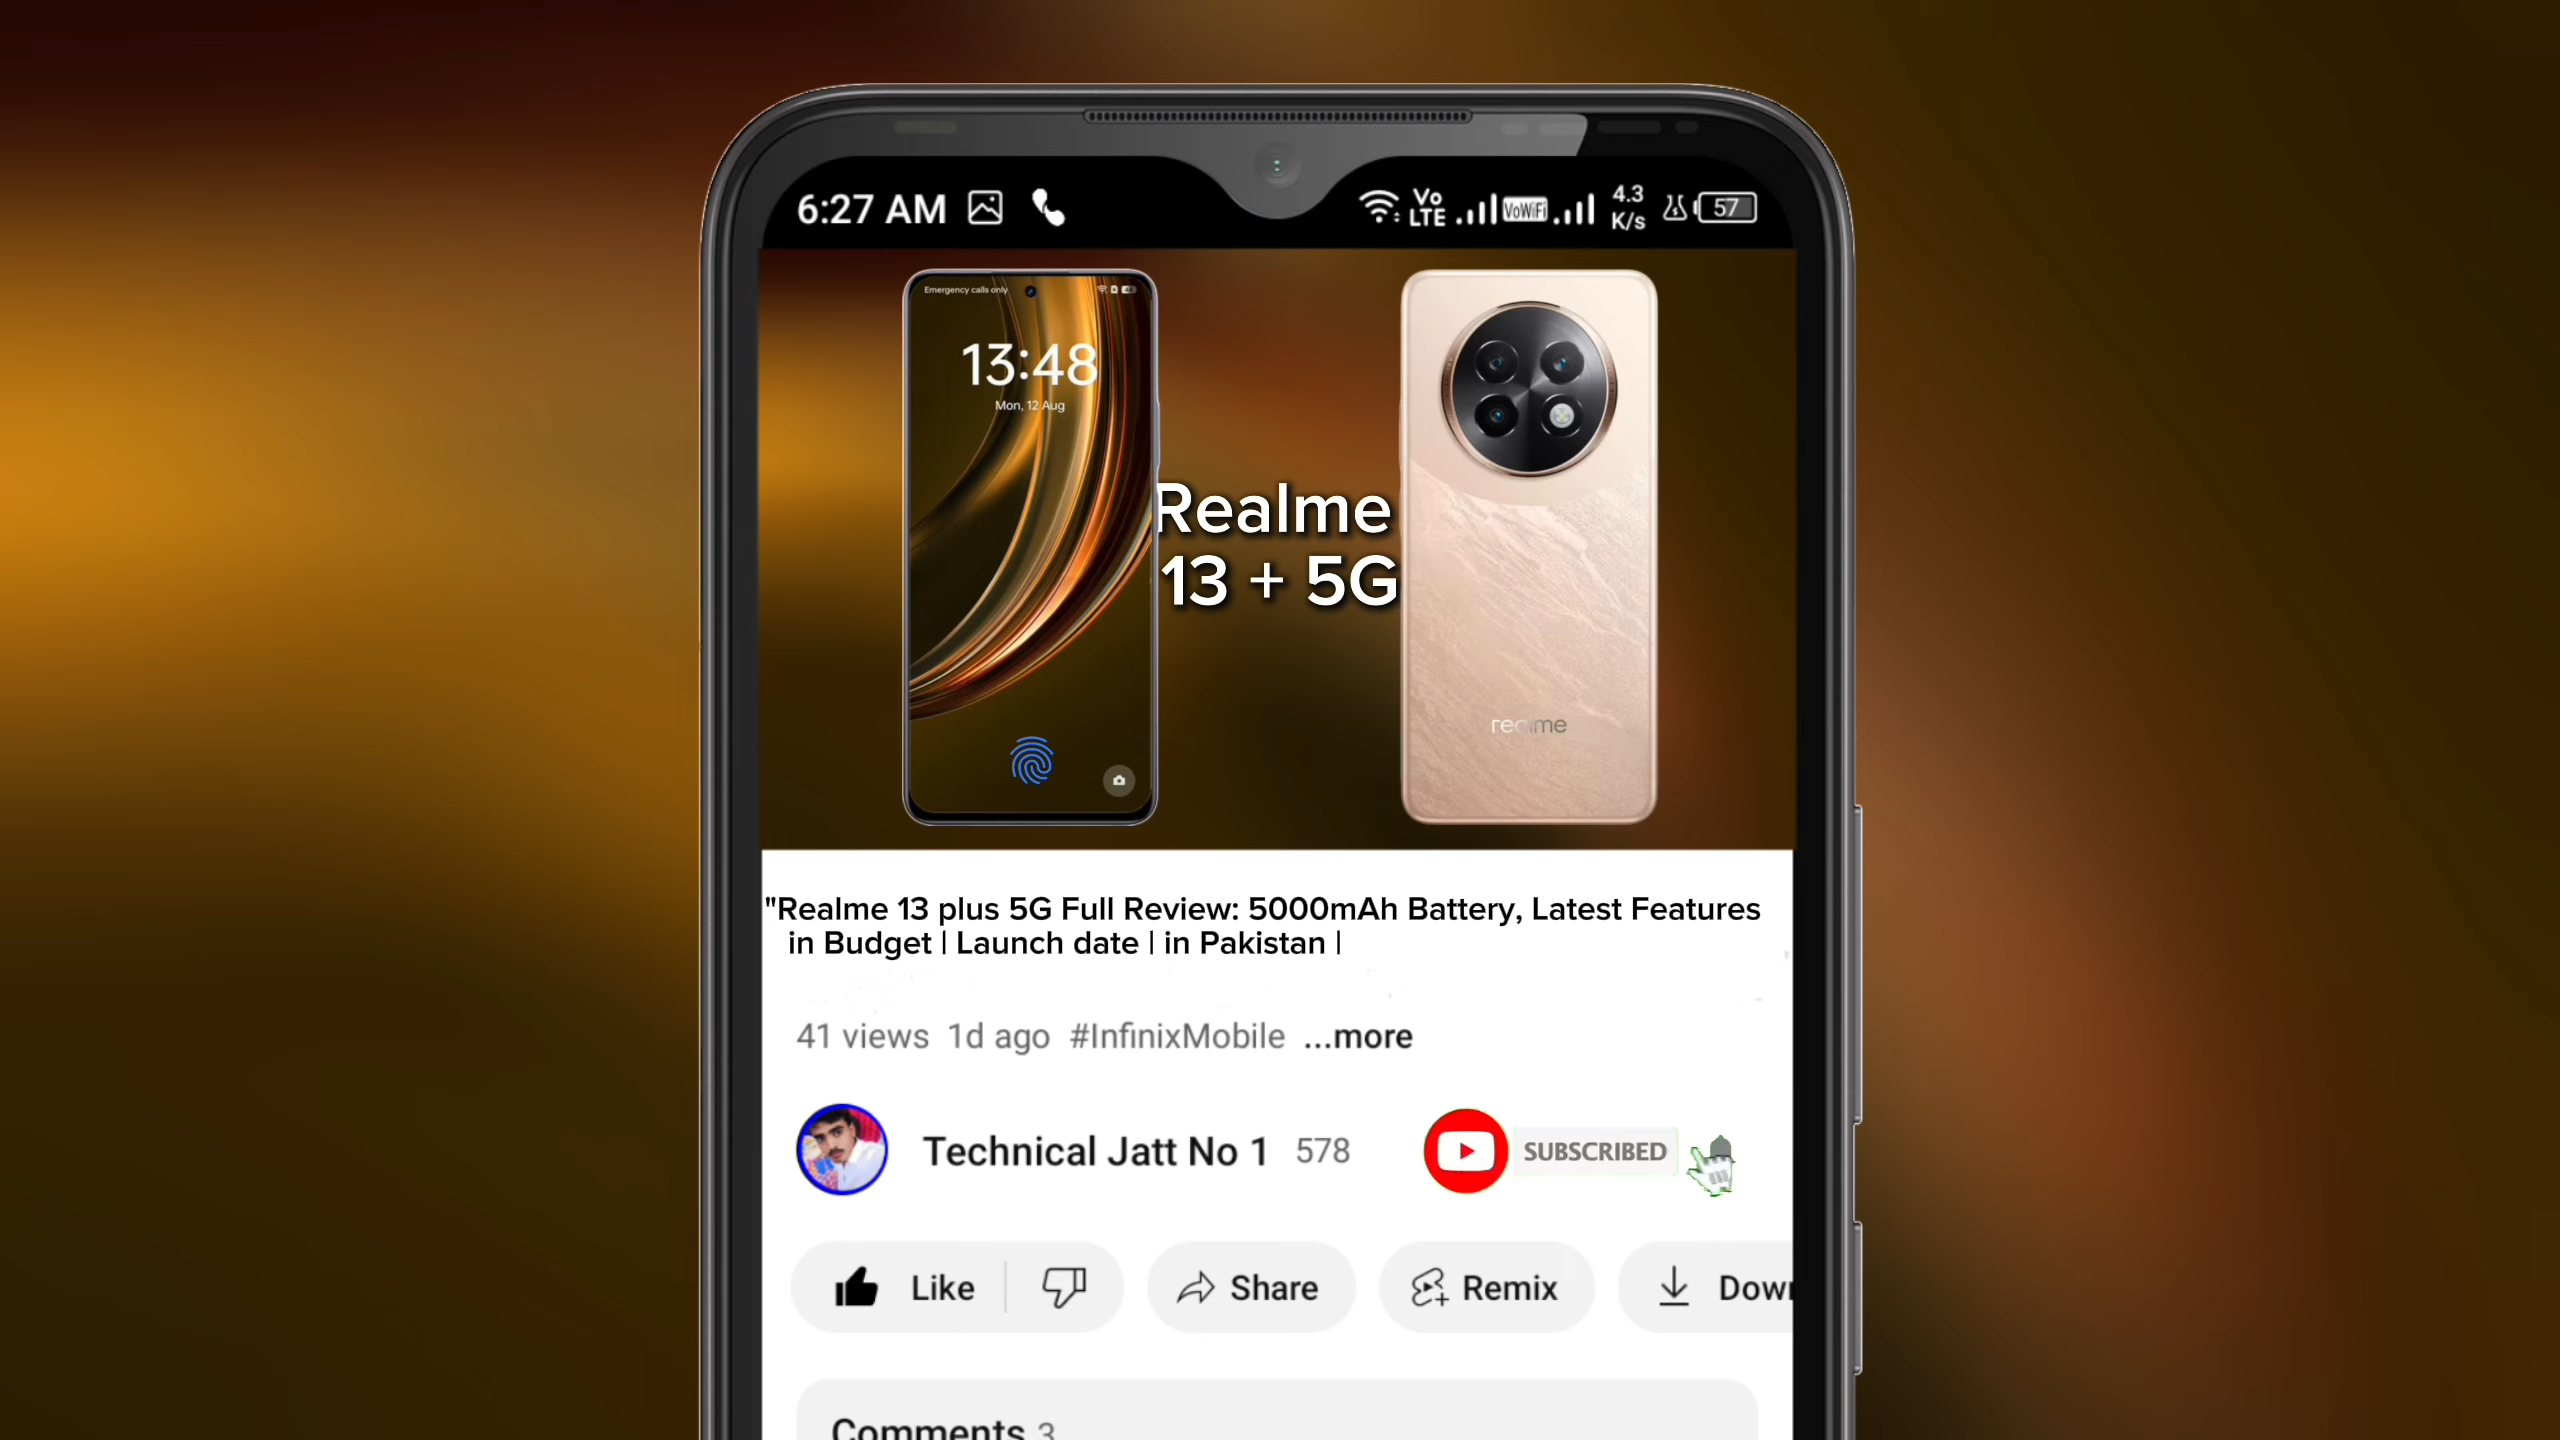 6:27 AM
Vo
LTE
VoWiFi
4.3
K/s
57
Emergency calls only
13:48
Mon, 12 Aug
Realme
13 + 5G
realme
"Realme 13 plus 5G Full Review: 5000mAh Battery, Latest Features
in Budget | Launch date | in Pakistan |
41 views 1d ago #InfinixMobile ...more
Technical Jatt No 1 578
SUBSCRIBED
Like
Share
Remix
Down
Comments 3